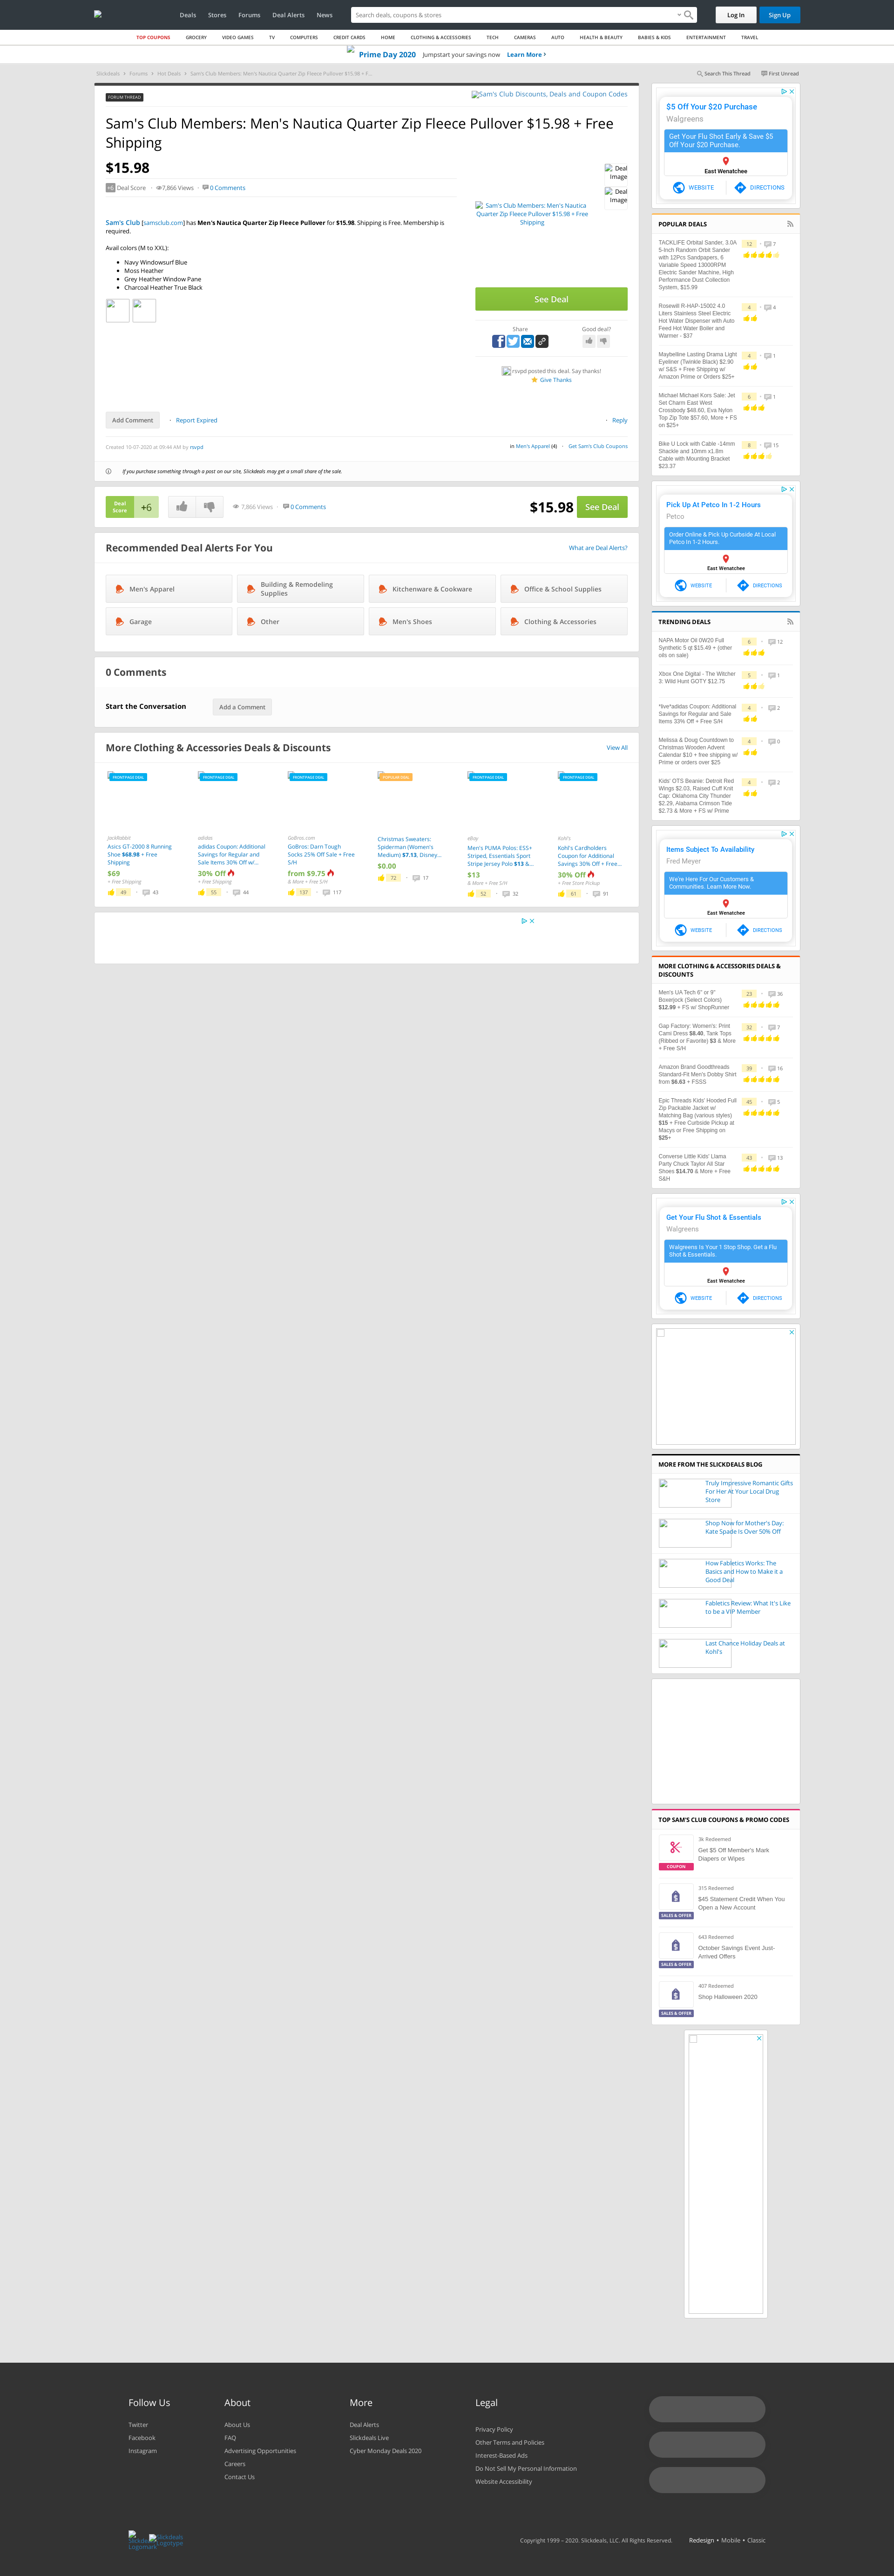 Deals Stores Forums Deal Alerts News
Search deals, coupons & stores
Log In
Sign Up
TOP COUPONS GROCERY VIDEO GAMES TV COMPUTERS CREDIT CARDS HOME CLOTHING & ACCESSORIES TECH CAMERAS AUTO HEALTH & BEAUTY BABIES & KIDS ENTERTAINMENT TRAVEL
Prime Day 2020 Jumpstart your savings now Learn More
Slickdeals Forums Hot Deals Sam's Club Members: Men's Nautica Quarter Zip Fleece Pullover $15.98 + F...
Search This Thread First Unread
FORUM THREAD
Sam's Club Discounts, Deals and Coupon Codes
Sam's Club Members: Men's Nautica Quarter Zip Fleece Pullover $15.98 + Free
Shipping
$15.98
+6 Deal Score 7,866 Views 0 Comments
Sam's Club [samsclub.com] has Men's Nautica Quarter Zip Fleece Pullover for $15.98. Shipping is Free. Membership is
required.
Avail colors (M to XXL):
Navy Windowsurf Blue
Moss Heather
Grey Heather Window Pane
Charcoal Heather True Black
Sam's Club Members: Men's Nautica
Quarter Zip Fleece Pullover $15.98 + Free
Shipping
Deal
Image
Deal
Image
See Deal
Share
Good deal?
rsvpd posted this deal. Say thanks!
Give Thanks
Add Comment
Report Expired
Reply
Created 10-07-2020 at 09:44 AM by rsvpd
in Men's Apparel (4) Get Sam's Club Coupons
If you purchase something through a post on our site, Slickdeals may get a small share of the sale.
Deal
Score
+6
7,866 Views 0 Comments
$15.98
See Deal
Recommended Deal Alerts For You
What are Deal Alerts?
Men's Apparel
Building & Remodeling
Supplies
Kitchenware & Cookware
Office & School Supplies
Garage
Other
Men's Shoes
Clothing & Accessories
0 Comments
Start the Conversation
Add a Comment
More Clothing & Accessories Deals & Discounts
View All
FRONTPAGE DEAL
JackRabbit
Asics GT-2000 8 Running
Shoe $68.98 + Free
Shipping
$69
+ Free Shipping
49 43
FRONTPAGE DEAL
adidas
adidas Coupon: Additional
Savings for Regular and
Sale Items 30% Off w/...
30% Off
+ Free Shipping
55 44
FRONTPAGE DEAL
GoBros.com
GoBros: Darn Tough
Socks 25% Off Sale + Free
S/H
from $9.75
& More + Free S/H
137 117
POPULAR DEAL
Christmas Sweaters:
Spiderman (Women's
Medium) $7.13, Disney...
$0.00
72 17
FRONTPAGE DEAL
eBay
Men's PUMA Polos: ESS+
Striped, Essentials Sport
Stripe Jersey Polo $13 &...
$13
& More + Free S/H
52 32
FRONTPAGE DEAL
Kohl's
Kohl's Cardholders
Coupon for Additional
Savings 30% Off + Free...
30% Off
+ Free Store Pickup
61 91
$5 Off Your $20 Purchase
Walgreens
Get Your Flu Shot Early & Save $5
Off Your $20 Purchase.
East Wenatchee
WEBSITE
DIRECTIONS
POPULAR DEALS
TACKLIFE Orbital Sander, 3.0A
5-Inch Random Orbit Sander
with 12Pcs Sandpapers, 6
Variable Speed 13000RPM
Electric Sander Machine, High
Performance Dust Collection
System, $15.99
12 7
Rosewill R-HAP-15002 4.0
Liters Stainless Steel Electric
Hot Water Dispenser with Auto
Feed Hot Water Boiler and
Warmer - $37
4 4
Maybelline Lasting Drama Light
Eyeliner (Twinkle Black) $2.90
w/ S&S + Free Shipping w/
Amazon Prime or Orders $25+
4 1
Michael Michael Kors Sale: Jet
Set Charm East West
Crossbody $48.60, Eva Nylon
Top Zip Tote $57.60, More + FS
on $25+
6 1
Bike U Lock with Cable -14mm
Shackle and 10mm x1.8m
Cable with Mounting Bracket
$23.37
8 15
Pick Up At Petco In 1-2 Hours
Petco
Order Online & Pick Up Curbside At Local
Petco In 1-2 Hours.
East Wenatchee
WEBSITE
DIRECTIONS
TRENDING DEALS
NAPA Motor Oil 0W20 Full
Synthetic 5 qt $15.49 + (other
oils on sale)
6 12
Xbox One Digital - The Witcher
3: Wild Hunt GOTY $12.75
5 1
*live*adidas Coupon: Additional
Savings for Regular and Sale
Items 33% Off + Free S/H
4 2
Melissa & Doug Countdown to
Christmas Wooden Advent
Calendar $10 + free shipping w/
Prime or orders over $25
4 0
Kids' OTS Beanie: Detroit Red
Wings $2.03, Raised Cuff Knit
Cap: Oklahoma City Thunder
$2.29, Alabama Crimson Tide
$2.73 & More + FS w/ Prime
4 2
Items Subject To Availability
Fred Meyer
We're Here For Our Customers &
Communities. Learn More Now.
East Wenatchee
WEBSITE
DIRECTIONS
MORE CLOTHING & ACCESSORIES DEALS &
DISCOUNTS
Men's UA Tech 6" or 9"
Boxerjock (Select Colors)
$12.99 + FS w/ ShopRunner
23 36
Gap Factory: Women's: Print
Cami Dress $8.40, Tank Tops
(Ribbed or Favorite) $3 & More
+ Free S/H
32 7
Amazon Brand Goodthreads
Standard-Fit Men's Dobby Shirt
from $6.63 + FSSS
39 16
Epic Threads Kids' Hooded Full
Zip Packable Jacket w/
Matching Bag (various styles)
$15 + Free Curbside Pickup at
Macys or Free Shipping on
$25+
45 5
Converse Little Kids' Llama
Party Chuck Taylor All Star
Shoes $14.70 & More + Free
S&H
43 13
Get Your Flu Shot & Essentials
Walgreens
Walgreens Is Your 1 Stop Shop. Get a Flu
Shot & Essentials.
East Wenatchee
WEBSITE
DIRECTIONS
MORE FROM THE SLICKDEALS BLOG
Truly Impressive Romantic Gifts
For Her At Your Local Drug
Store
Shop Now for Mother's Day:
Kate Spade is Over 50% Off
How Fabletics Works: The
Basics and How to Make it a
Good Deal
Fabletics Review: What It's Like
to be a VIP Member
Last Chance Holiday Deals at
Kohl's
TOP SAM'S CLUB COUPONS & PROMO CODES
3k Redeemed
Get $5 Off Member's Mark
Diapers or Wipes
COUPON
315 Redeemed
$45 Statement Credit When You
Open a New Account
SALES & OFFER
643 Redeemed
October Savings Event Just-
Arrived Offers
SALES & OFFER
407 Redeemed
Shop Halloween 2020
SALES & OFFER
Follow Us
Twitter
Facebook
Instagram
About
About Us
FAQ
Advertising Opportunities
Careers
Contact Us
More
Deal Alerts
Slickdeals Live
Cyber Monday Deals 2020
Legal
Privacy Policy
Other Terms and Policies
Interest-Based Ads
Do Not Sell My Personal Information
Website Accessibility
Slickdeals
Logotype
Copyright 1999 – 2020. Slickdeals, LLC. All Rights Reserved. Redesign • Mobile • Classic